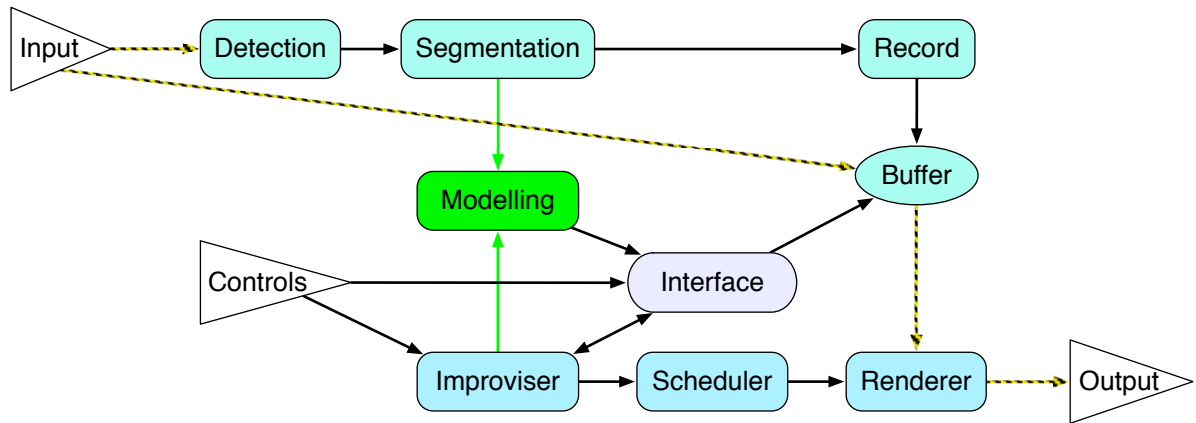 Input
Detection
Segmentation
Record
Buffer
Modelling
Controls
Interface
Improviser
Scheduler
Renderer
Output